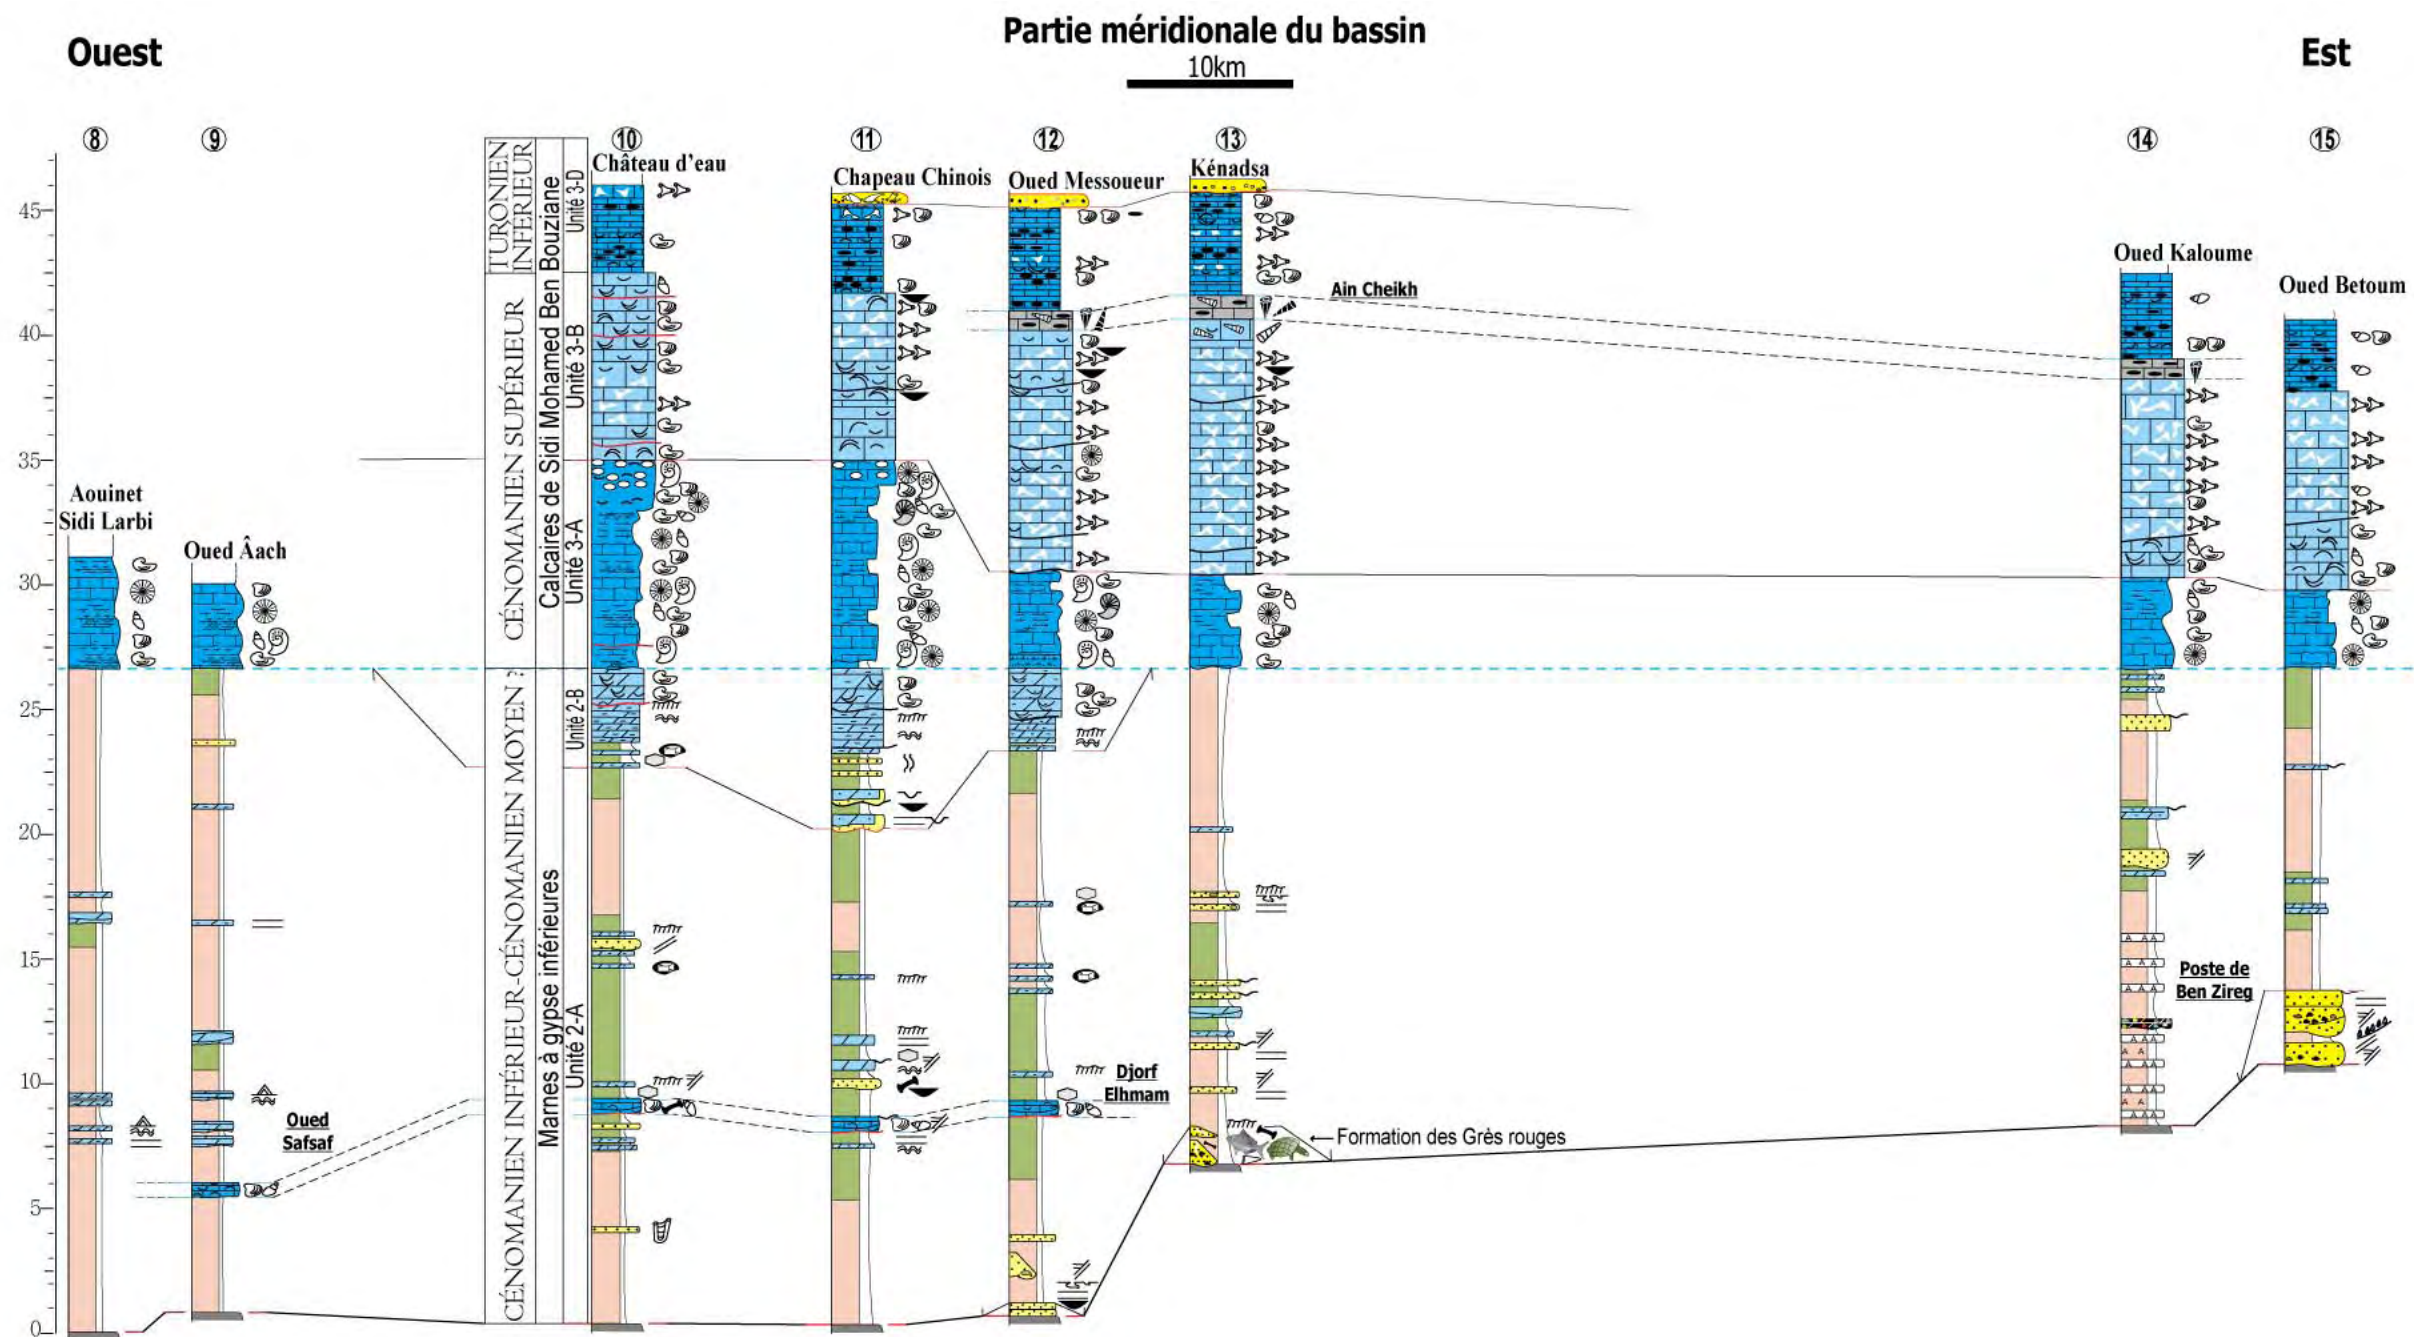 Partie méridionale du bassin
Ouest
Est
10km
8
9
10
11
12
13
14
15
Château d'eau
Chapeau Chinois
Oued Messoueur
Kénadsa
Oued Kaloume
Oued Betoum
Aouinet
Sidi Larbi
Oued Âach
Ain Cheikh
Oued
Safsaf
Djorf
Elhmam
Poste de
Ben Zireg
←Formation des Grès rouges
TURONIEN
INFERIEUR
CÉNOMANIEN SUPÉRIEUR
CÉNOMANIEN INFÉRIEUR-CÉNOMANIEN MOYEN ?
Calcaires de Sidi Mohamed Ben Bouziane
Marnes à gypse inférieures
Unité 3-D
Unité 3-B
Unité 3-A
Unité 2-B
Unité 2-A
45
40
35
30
25
20
15
10
5
0
A A A
A A A
A A A
A A A
A A
A A A
A A A
A A
A A A